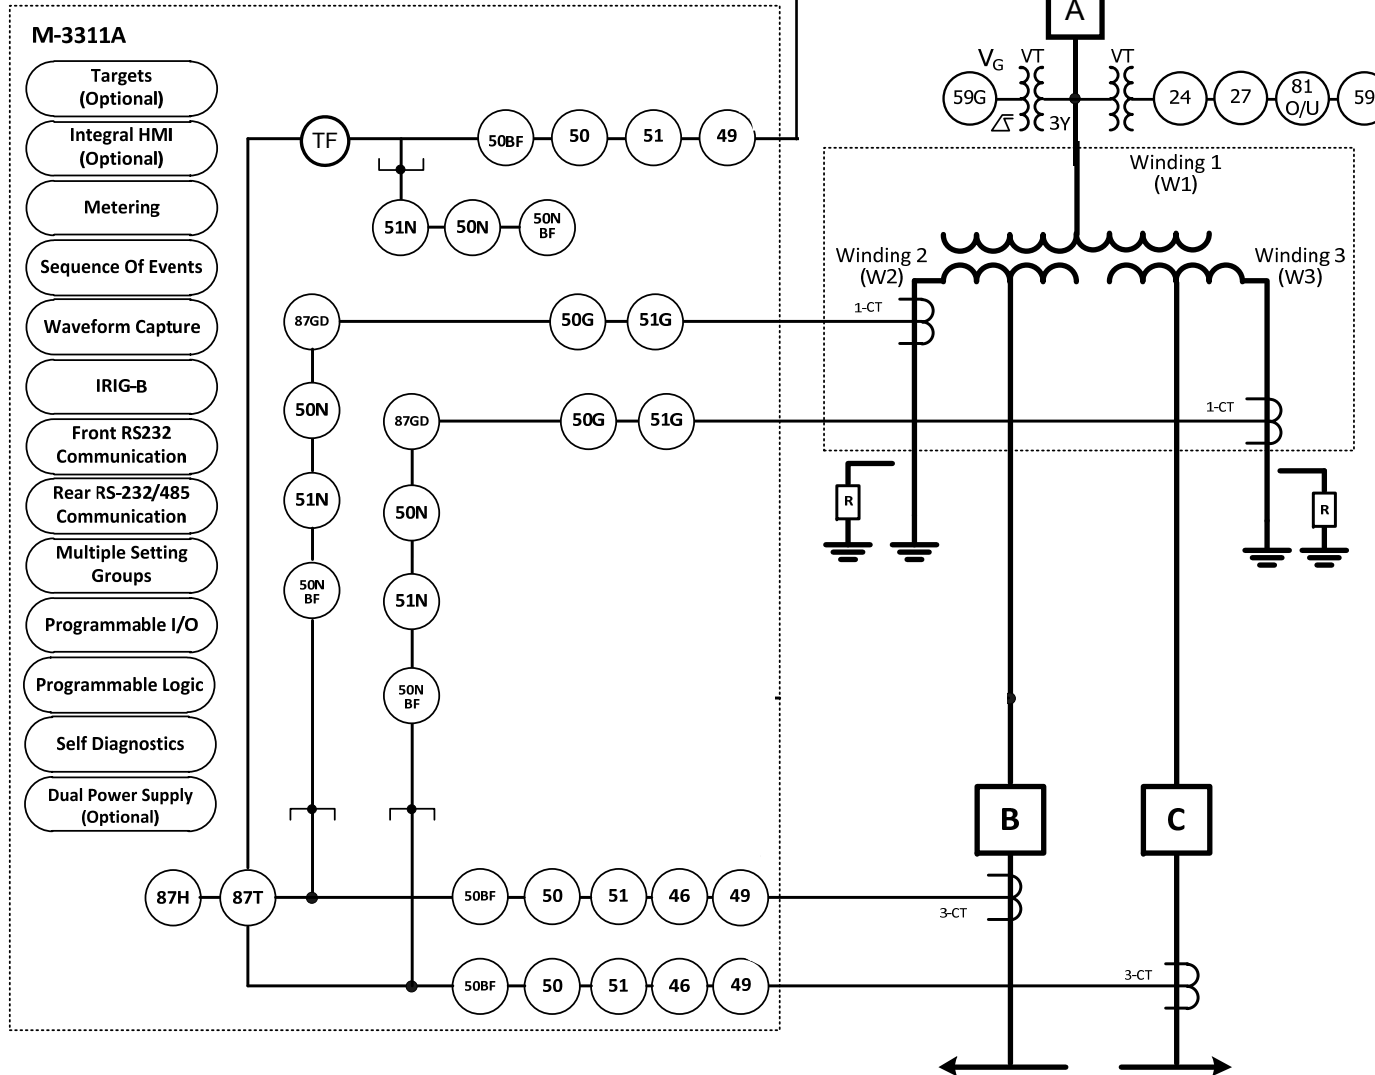 M-3311A
Targets
(Optional)
Integral HMI
(Optional)
Metering
Sequence Of Events
Waveform Capture
IRIG-B
Front RS232
Communication
Rear RS-232/485
Communication
Multiple Setting
Groups
Programmable I/O
Programmable Logic
Self Diagnostics
Dual Power Supply
(Optional)
A
VG
VT
VT
59G
3Y
24
27
81
O/U
59
TF
50BF
50
51
49
51N
50N
50N
BF
Winding 1
(W1)
Winding 2
(W2)
Winding 3
(W3)
87GD
50G
51G
1-CT
50N
51N
50N
BF
87GD
50G
51G
1-CT
50N
51N
50N
BF
R
R
B
C
87H
87T
50BF
50
51
46
49
3-CT
50BF
50
51
46
49
3-CT